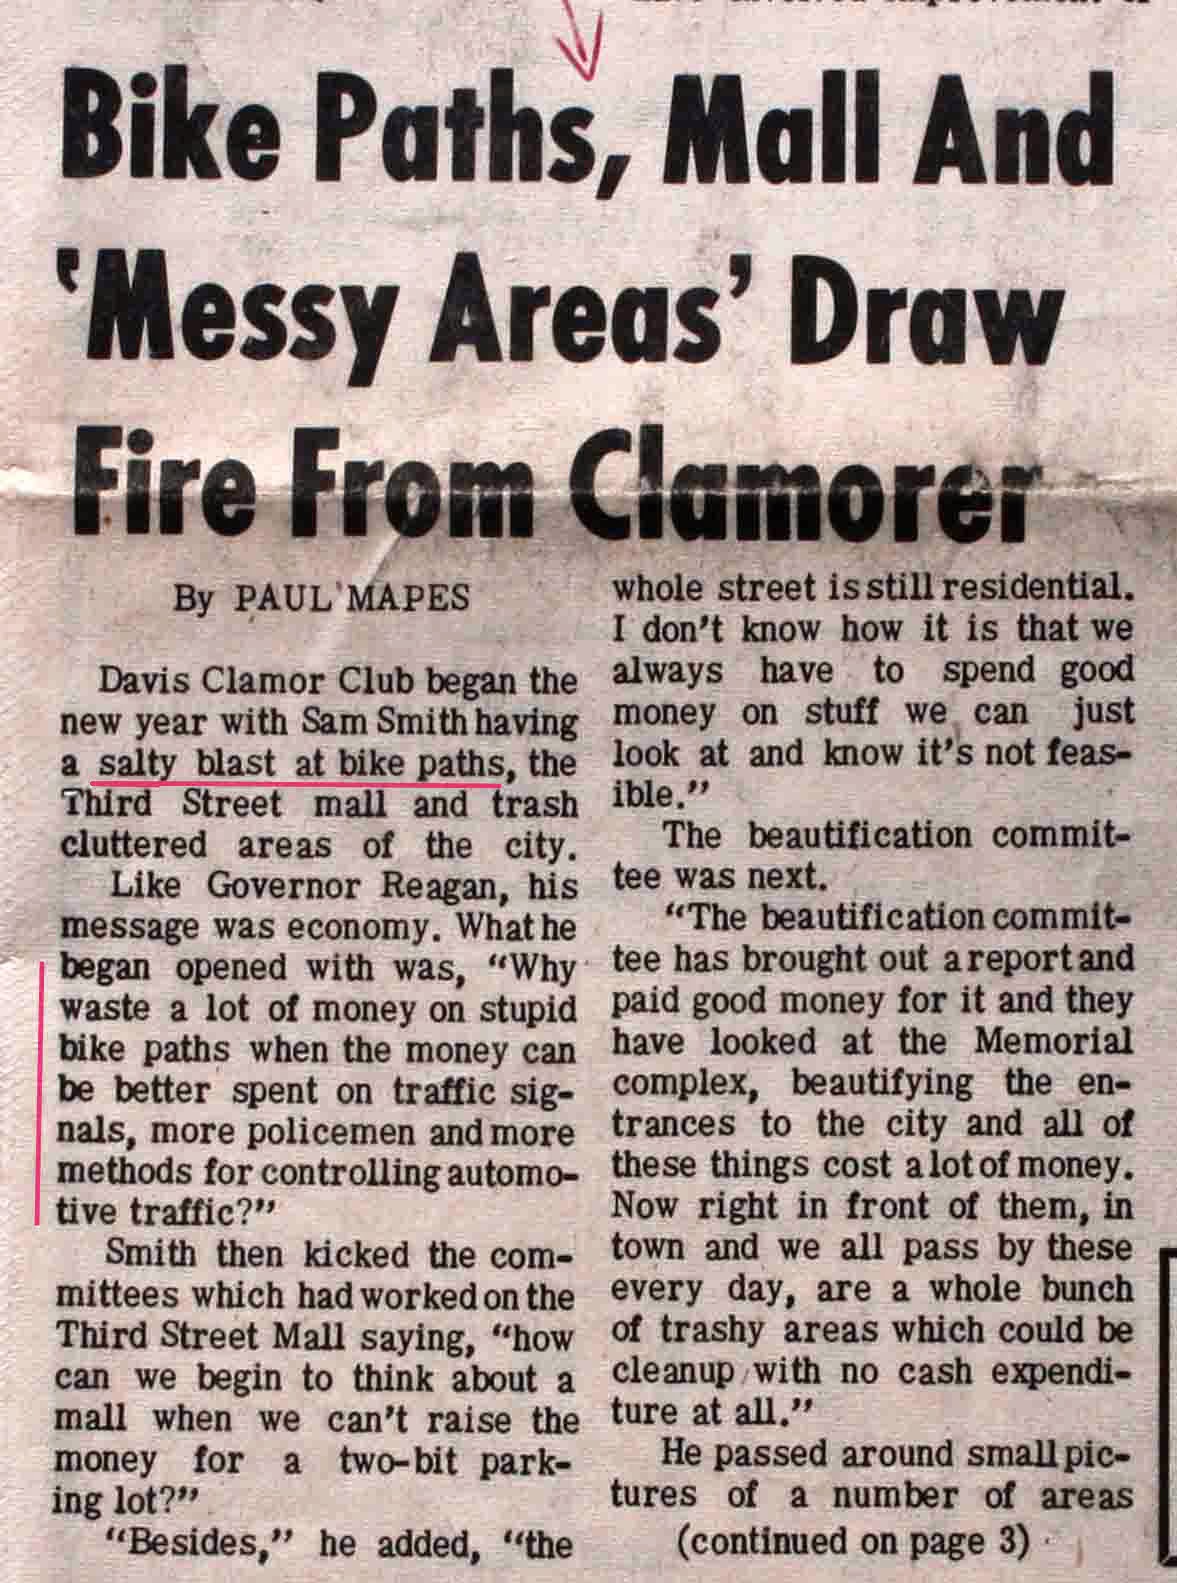 Bike Paths, Mall And
‘Messy Areas’ Draw
Fire From Clamorer
By PAUL MAPES
Davis Clamor Club began the
new year with Sam Smith having
a salty blast at bike paths, the
Third Street mall and trash
cluttered areas of the city.
Like Governor Reagan, his
message was economy. What he
began opened with was, “Why
waste a lot of money on stupid
bike paths when the money can
be better spent on traffic sig-
nals, more policemen and more
methods for controlling automo-
tive traffic?”
Smith then kicked the com-
mittees which had worked on the
Third Street Mall saying, “how
can we begin to think about a
mall when we can't raise the
money for a two-bit park-
ing lot?”
“Besides,” he added, “the
whole street is still residential.
I don't know how it is that we
always have to spend good
money on stuff we can just
look at and know it's not feas-
ible.”
The beautification commit-
tee was next.
“The beautification commit-
tee has brought out a report and
paid good money for it and they
have looked at the Memorial
complex, beautifying the en-
trances to the city and all of
these things cost a lot of money.
Now right in front of them, in
town and we all pass by these
every day, are a whole bunch
of trashy areas which could be
cleanup with no cash expendi-
ture at all.”
He passed around small pic-
tures of a number of areas
(continued on page 3)